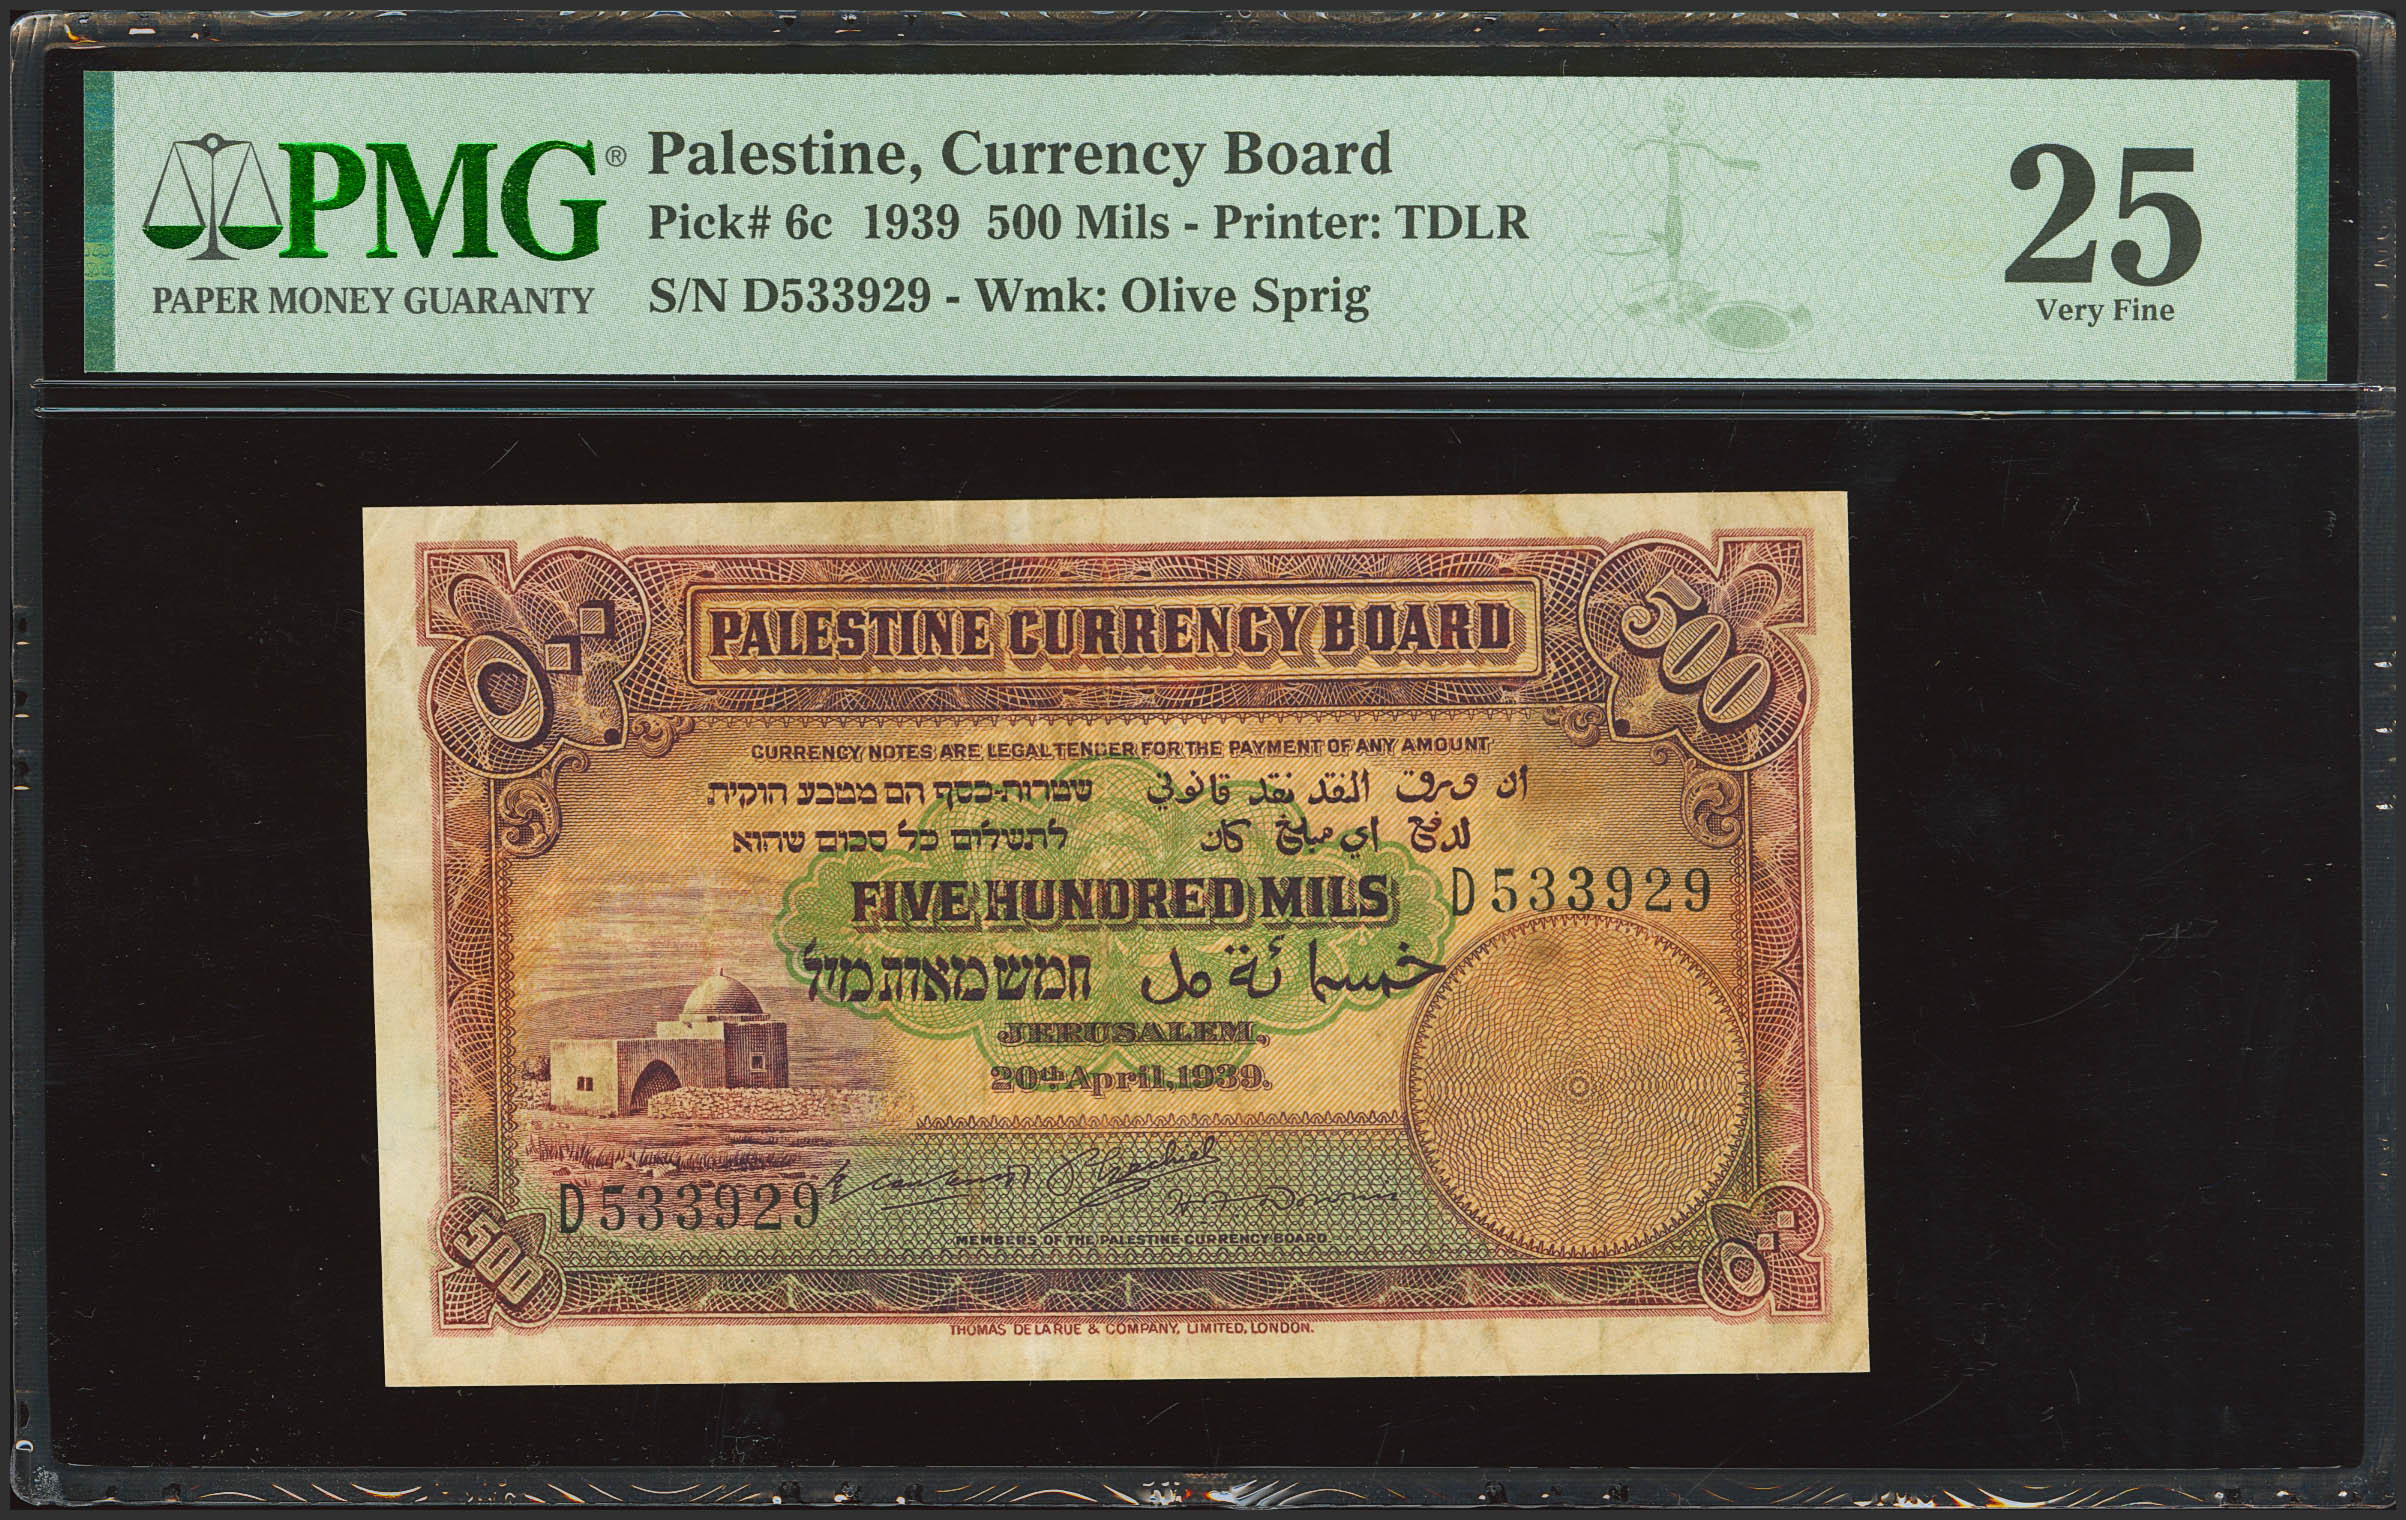 PMG®
PAPER MONEY GUARANTY
Palestine, Currency Board
Pick# 6c 1939 500 Mils - Printer: TDLR
S/N D533929 - Wmk: Olive Sprig
25
Very Fine
٥٠٠
PALESTINE CURRENCY BOARD
500
CURRENCY NOTES ARE LEGAL TENDER FOR THE PAYMENT OF ANY AMOUNT
ان ورق النقد نقد قانوني
שטרות-כסף הם מטבע חוקית
لدفع اي مبلغ كان
לתשלום כל סכום שהוא
FIVE HUNDRED MILS
D533929
خمسمائة مل
חמש מאות מיל
JERUSALEM,
20th April, 1939.
D533929
MEMBERS OF THE PALESTINE CURRENCY BOARD
500
٥٠٠
THOMAS DE LA RUE & COMPANY, LIMITED, LONDON.